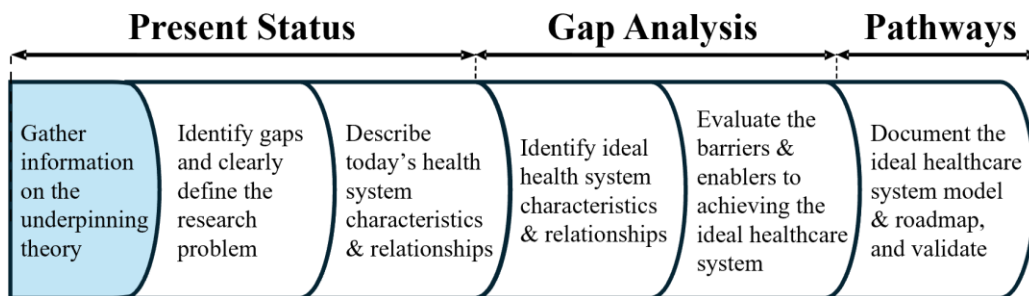 Present Status
Gap Analysis
Pathways
Gather
information
on the
underpinning
theory
Identify gaps
and clearly
define the
research
problem
Describe
today's health
system
characteristics
& relationships
Identify ideal
health system
characteristics
& relationships
Evaluate the
barriers &
enablers to
achieving the
ideal healthcare
system
Document the
ideal healthcare
system model
& roadmap,
and validate